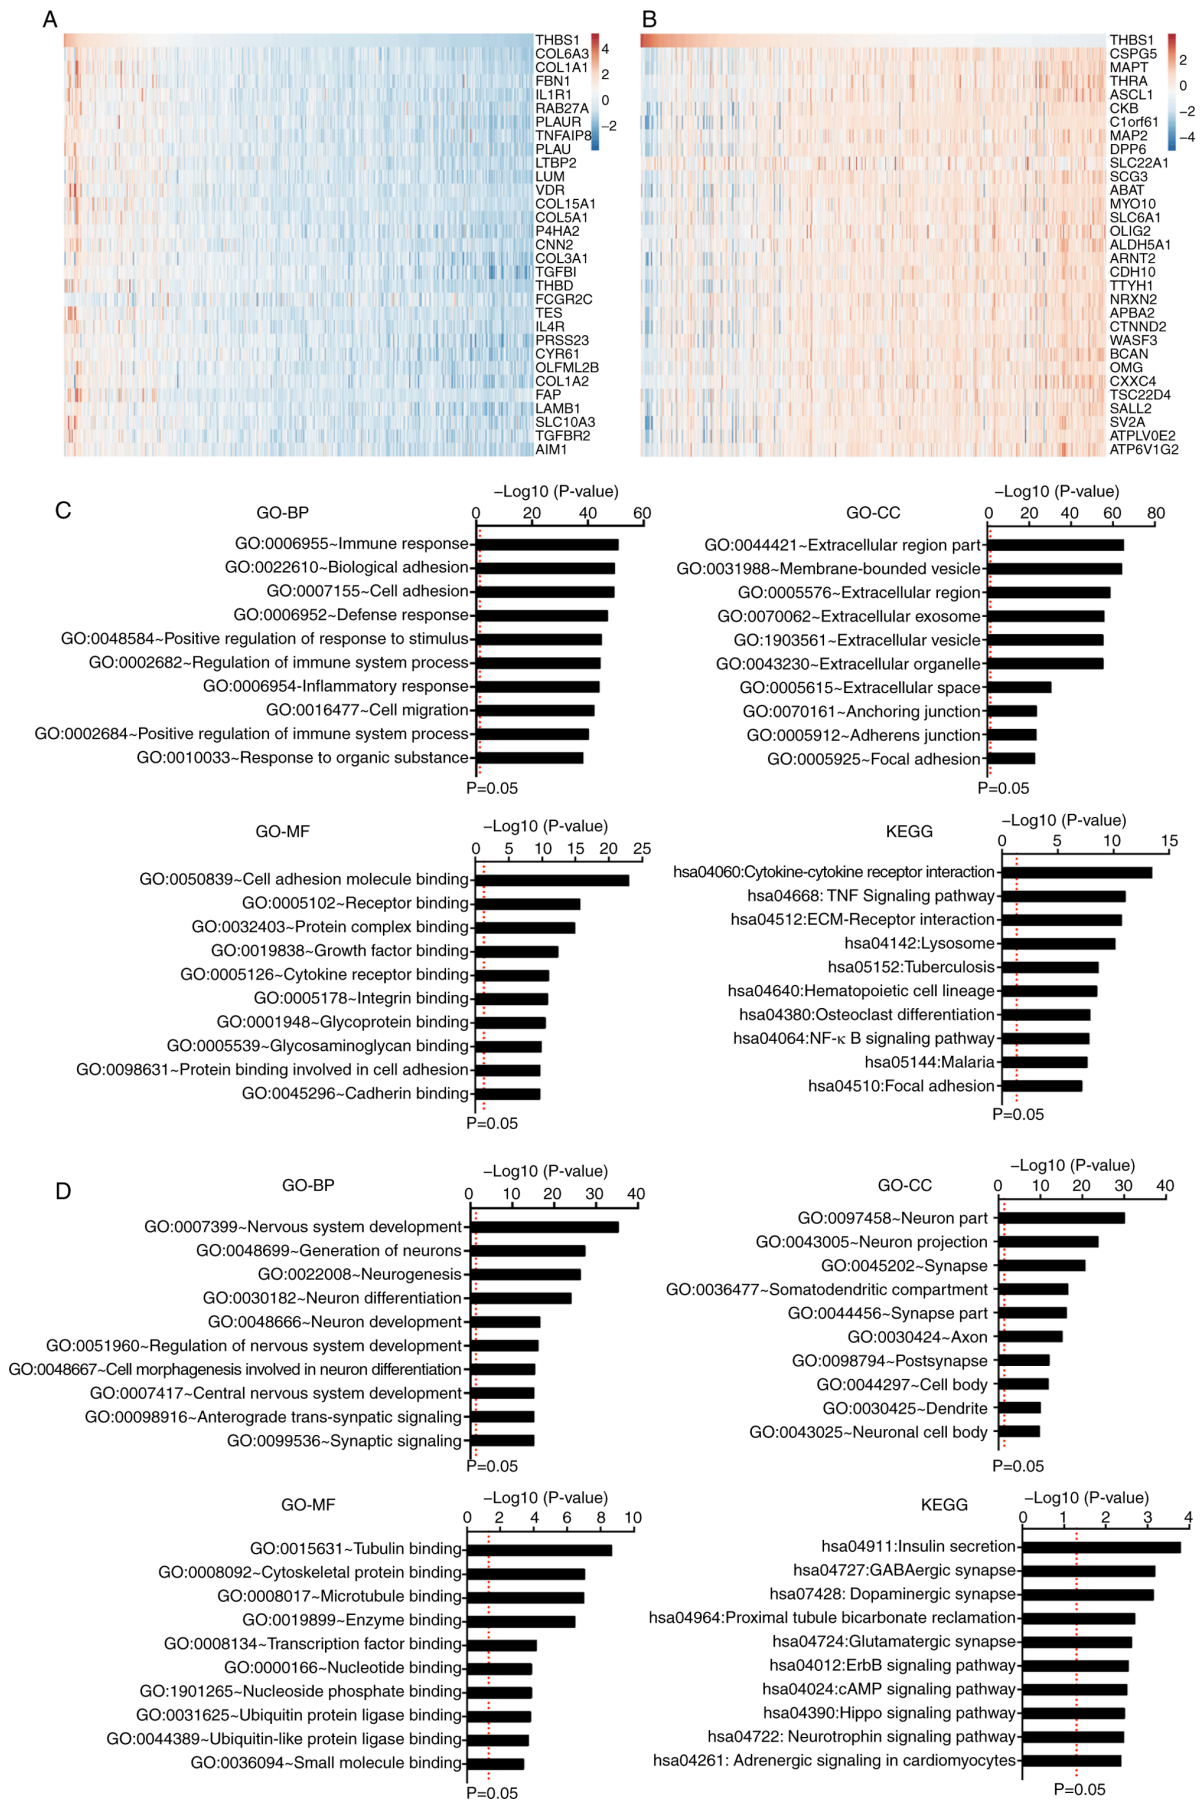 A
THBS1
COL6A3
COL1A1
FBN1
IL1R1
RAB27A
PLAUR
TNFAIP8
PLAU
LTBP2
LUM
VDR
COL15A1
COL5A1
P4HA2
CNN2
COL3A1
TGFBI
THBD
FCGR2C
TES
IL4R
PRSS23
CYR61
OLFML2B
COL1A2
FAP
LAMB1
SLC10A3
TGFBR2
AIM1
4
2
0
−2
B
THBS1
CSPG5
MAPT
THRA
ASCL1
CKB
C1orf61
MAP2
DPP6
SLC22A1
SCG3
ABAT
MYO10
SLC6A1
OLIG2
ALDH5A1
ARNT2
CDH10
TTYH1
NRXN2
APBA2
CTNND2
WASF3
BCAN
OMG
CXXC4
TSC22D4
SALL2
SV2A
ATPLV0E2
ATP6V1G2
2
0
−2
−4
C
GO-BP
−Log10 (P-value)
0 20 40 60
GO:0006955~Immune response
GO:0022610~Biological adhesion
GO:0007155~Cell adhesion
GO:0006952~Defense response
GO:0048584~Positive regulation of response to stimulus
GO:0002682~Regulation of immune system process
GO:0006954-Inflammatory response
GO:0016477~Cell migration
GO:0002684~Positive regulation of immune system process
GO:0010033~Response to organic substance
P=0.05
GO-CC
−Log10 (P-value)
0 20 40 60 80
GO:0044421~Extracellular region part
GO:0031988~Membrane-bounded vesicle
GO:0005576~Extracellular region
GO:0070062~Extracellular exosome
GO:1903561~Extracellular vesicle
GO:0043230~Extracellular organelle
GO:0005615~Extracellular space
GO:0070161~Anchoring junction
GO:0005912~Adherens junction
GO:0005925~Focal adhesion
P=0.05
GO-MF
−Log10 (P-value)
0 5 10 15 20 25
GO:0050839~Cell adhesion molecule binding
GO:0005102~Receptor binding
GO:0032403~Protein complex binding
GO:0019838~Growth factor binding
GO:0005126~Cytokine receptor binding
GO:0005178~Integrin binding
GO:0001948~Glycoprotein binding
GO:0005539~Glycosaminoglycan binding
GO:0098631~Protein binding involved in cell adhesion
GO:0045296~Cadherin binding
P=0.05
KEGG
−Log10 (P-value)
0 5 10 15
hsa04060:Cytokine-cytokine receptor interaction
hsa04668: TNF Signaling pathway
hsa04512:ECM-Receptor interaction
hsa04142:Lysosome
hsa05152:Tuberculosis
hsa04640:Hematopoietic cell lineage
hsa04380:Osteoclast differentiation
hsa04064:NF-κ B signaling pathway
hsa05144:Malaria
hsa04510:Focal adhesion
P=0.05
D
GO-BP
−Log10 (P-value)
0 10 20 30 40
GO:0007399~Nervous system development
GO:0048699~Generation of neurons
GO:0022008~Neurogenesis
GO:0030182~Neuron differentiation
GO:0048666~Neuron development
GO:0051960~Regulation of nervous system development
GO:0048667~Cell morphagenesis involved in neuron differentiation
GO:0007417~Central nervous system development
GO:00098916~Anterograde trans-synpatic signaling
GO:0099536~Synaptic signaling
P=0.05
GO-CC
−Log10 (P-value)
0 10 20 30 40
GO:0097458~Neuron part
GO:0043005~Neuron projection
GO:0045202~Synapse
GO:0036477~Somatodendritic compartment
GO:0044456~Synapse part
GO:0030424~Axon
GO:0098794~Postsynapse
GO:0044297~Cell body
GO:0030425~Dendrite
GO:0043025~Neuronal cell body
P=0.05
GO-MF
−Log10 (P-value)
0 2 4 6 8 10
GO:0015631~Tubulin binding
GO:0008092~Cytoskeletal protein binding
GO:0008017~Microtubule binding
GO:0019899~Enzyme binding
GO:0008134~Transcription factor binding
GO:0000166~Nucleotide binding
GO:1901265~Nucleoside phosphate binding
GO:0031625~Ubiquitin protein ligase binding
GO:0044389~Ubiquitin-like protein ligase binding
GO:0036094~Small molecule binding
P=0.05
KEGG
−Log10 (P-value)
0 1 2 3 4
hsa04911:Insulin secretion
hsa04727:GABAergic synapse
hsa07428: Dopaminergic synapse
hsa04964:Proximal tubule bicarbonate reclamation
hsa04724:Glutamatergic synapse
hsa04012:ErbB signaling pathway
hsa04024:cAMP signaling pathway
hsa04390:Hippo signaling pathway
hsa04722: Neurotrophin signaling pathway
hsa04261: Adrenergic signaling in cardiomyocytes
P=0.05